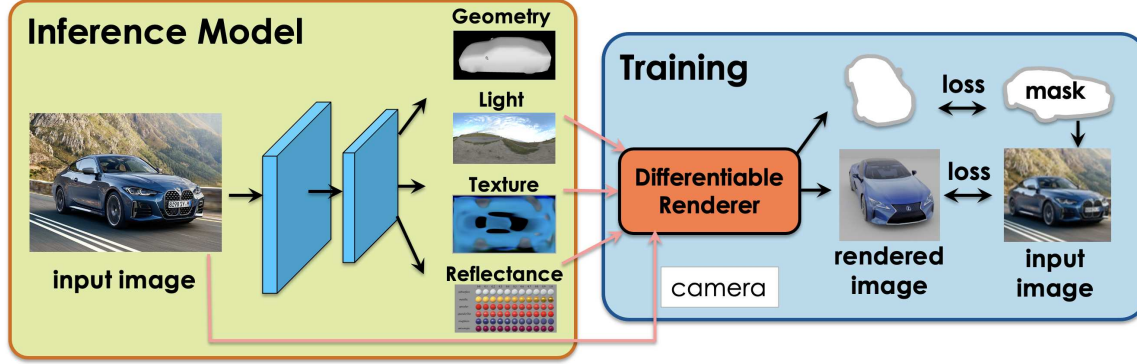 Inference Model
Geometry
Light
Texture
Reflectance
input image
Training
Differentiable
Renderer
camera
loss
mask
loss
rendered
image
input
image